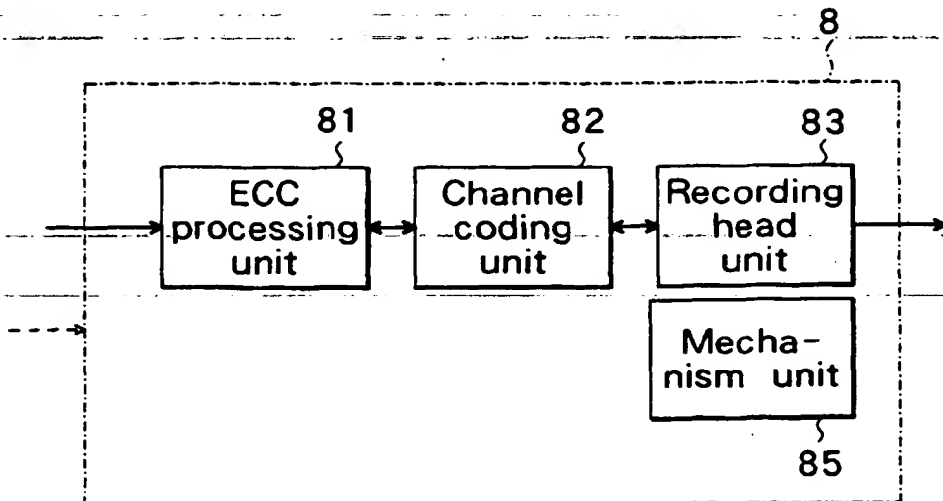 8
81
82
83
ECC
processing
unit
Channel
coding
unit
Recording
head
unit
Mecha-
nism unit
85